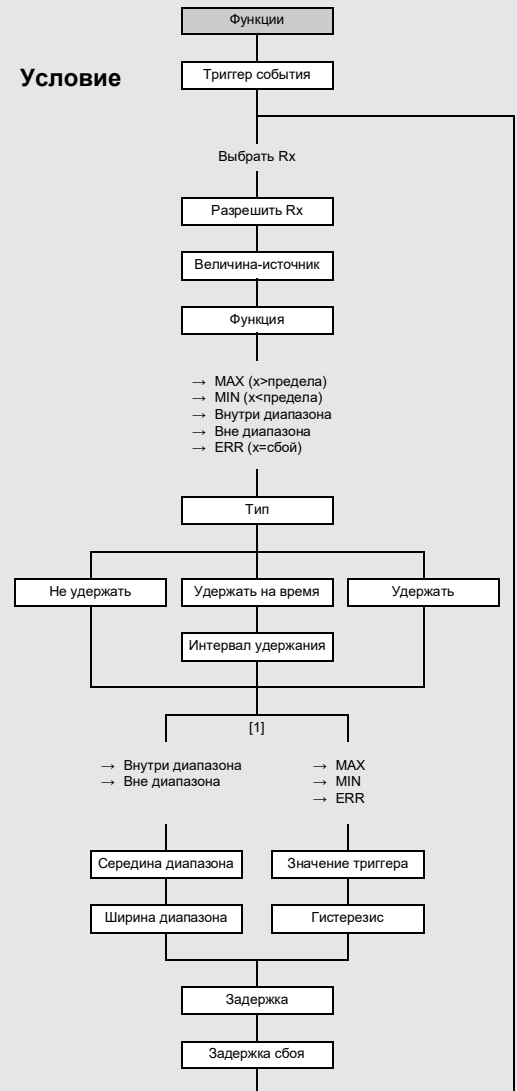 Функции
Условие
Триггер события
Выбрать Rx
Разрешить Rx
Величина-источник
Функция
→ MAX (x>предела)
→ MIN (x<предела)
→ Внутри диапазона
→ Вне диапазона
→ ERR (x=сбой)
Тип
Не удержать
Удержать на время
Удержать
Интервал удержания
[1]
→ Внутри диапазона
→ Вне диапазона
→ MAX
→ MIN
→ ERR
Середина диапазона
Значение триггера
Ширина диапазона
Гистерезис
Задержка
Задержка сбоя